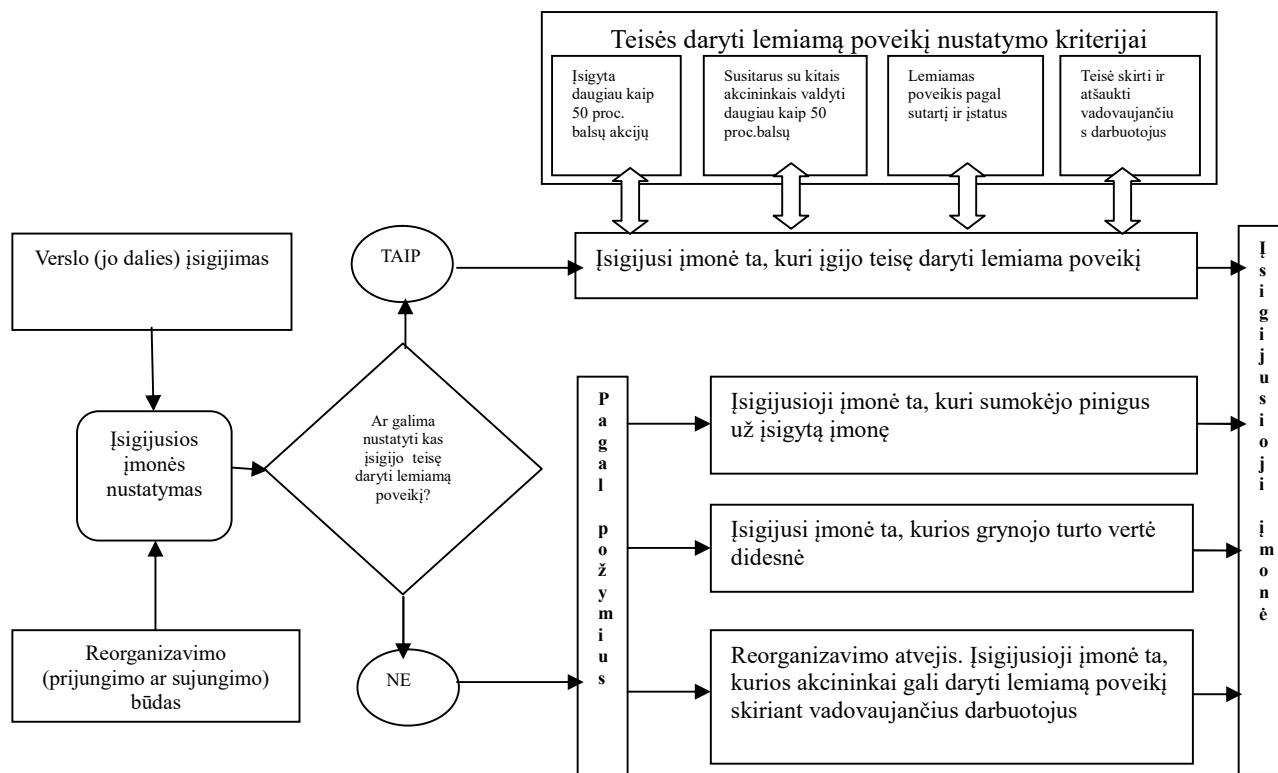 Teisės daryti lemiamą poveikį nustatymo kriterijai
Įsigyta
daugiau kaip
50 proc.
balsų akcijų
Susitarus su kitais
akcininkais valdyti
daugiau kaip 50
proc.balsų
Lemiamas
poveikis pagal
sutartį ir įstatus
Teisė skirti ir
atšaukti
vadovaujančiu
s darbuotojus
Verslo (jo dalies) įsigijimas
TAIP
Įsigijusi įmonė ta, kuri įgijo teisę daryti lemiama poveikį
Įsigijusios
įmonės
nustatymas
Ar galima
nustatyti kas
įsigijo teisę
daryti lemiamą
poveikį?
Pagal požymius
Įsigijusioji įmonė ta, kuri sumokėjo pinigus
už įsigytą įmonę
Įsigijusi įmonė ta, kurios grynojo turto vertė
didesnė
Reorganizavimo
(prijungimo ar sujungimo)
būdas
NE
Reorganizavimo atvejis. Įsigijusioji įmonė ta,
kurios akcininkai gali daryti lemiamą poveikį
skiriant vadovaujančius darbuotojus
Įsigijusioji įmonė